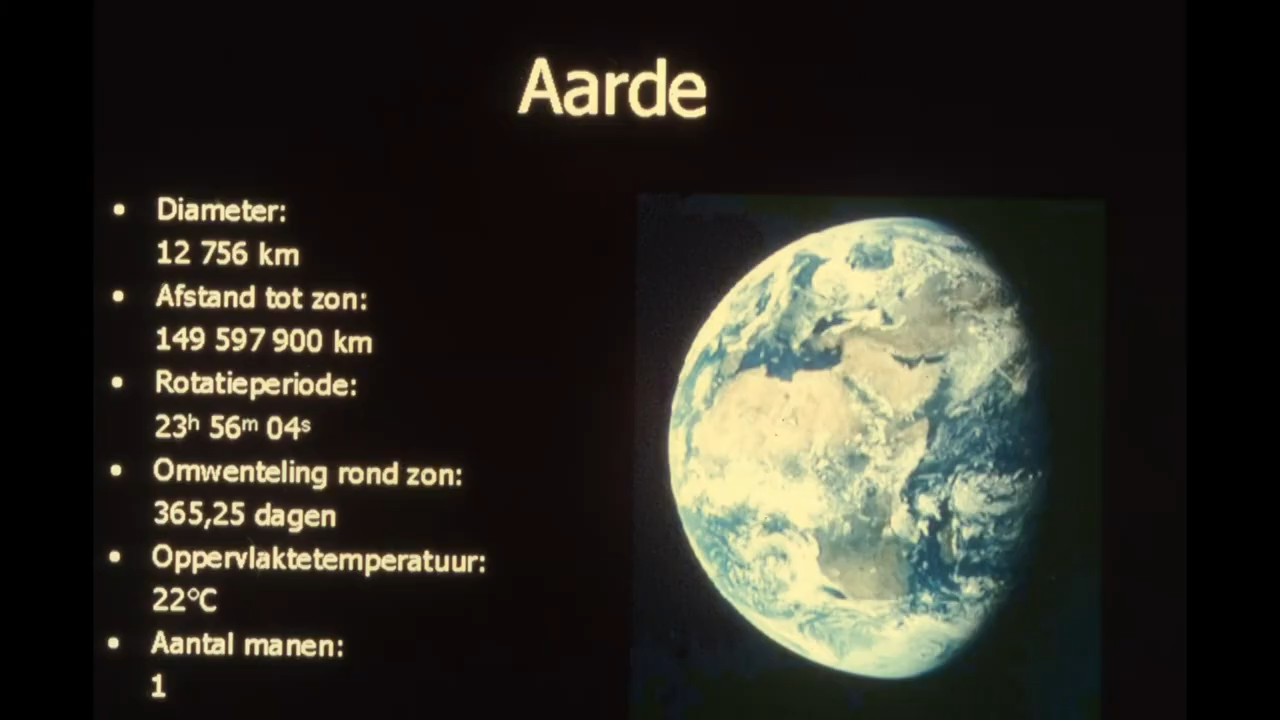 Aarde
• Diameter:
12 756 km
• Afstand tot zon:
149 597 900 km
• Rotatieperiode:
23ʰ 56ᵐ 04ˢ
• Omwenteling rond zon:
365,25 dagen
• Oppervlaktetemperatuur:
22°C
• Aantal manen:
1